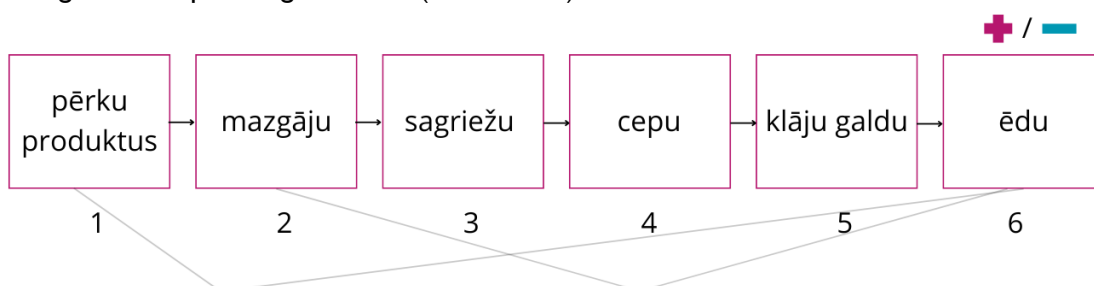 + / −
pērku
produktus
mazgāju
sagriežu
cepu
klāju galdu
ēdu
1
2
3
4
5
6